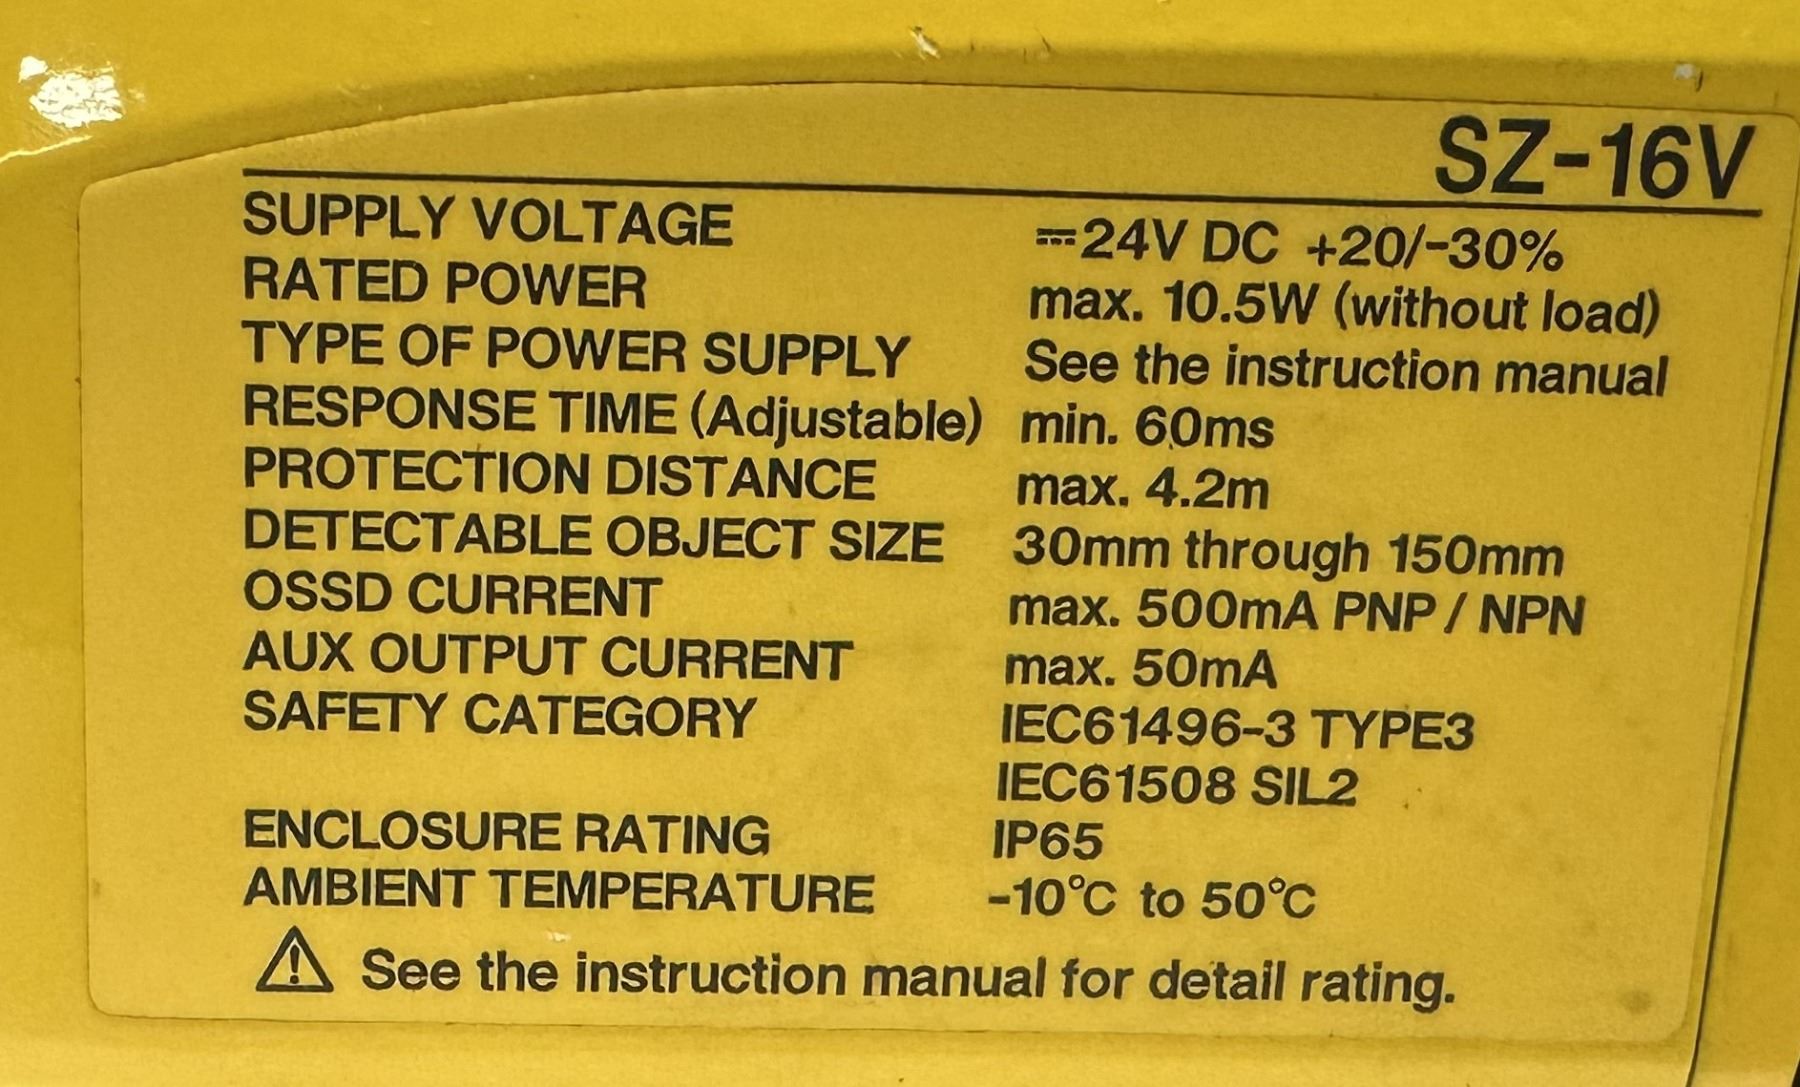 SZ-16V
SUPPLY VOLTAGE ⎓24V DC +20/-30%
RATED POWER max. 10.5W (without load)
TYPE OF POWER SUPPLY See the instruction manual
RESPONSE TIME (Adjustable) min. 60ms
PROTECTION DISTANCE max. 4.2m
DETECTABLE OBJECT SIZE 30mm through 150mm
OSSD CURRENT max. 500mA PNP / NPN
AUX OUTPUT CURRENT max. 50mA
SAFETY CATEGORY IEC61496-3 TYPE3
IEC61508 SIL2
ENCLOSURE RATING IP65
AMBIENT TEMPERATURE -10°C to 50°C
⚠ See the instruction manual for detail rating.